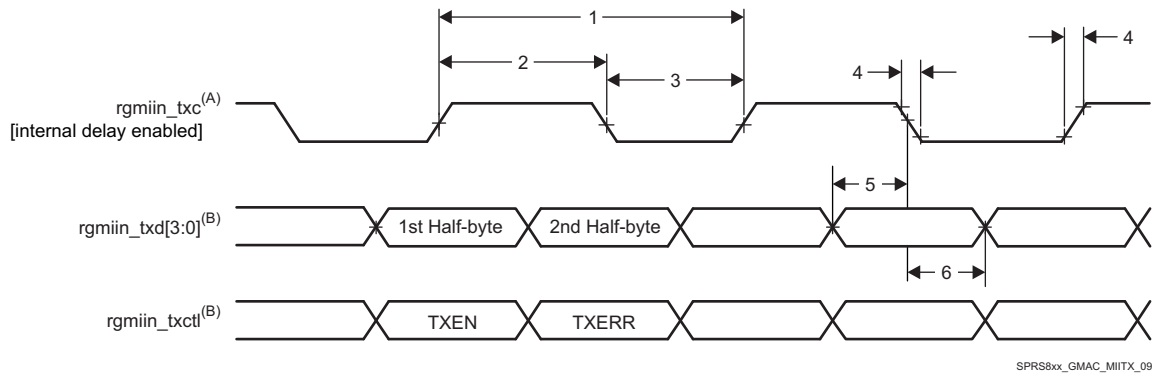 1
4
2
4
3
rgmiin_txc(A)
[internal delay enabled]
5
rgmiin_txd[3:0](B)
1st Half-byte
2nd Half-byte
6
rgmiin_txctl(B)
TXEN
TXERR
SPRS8xx_GMAC_MIITX_09